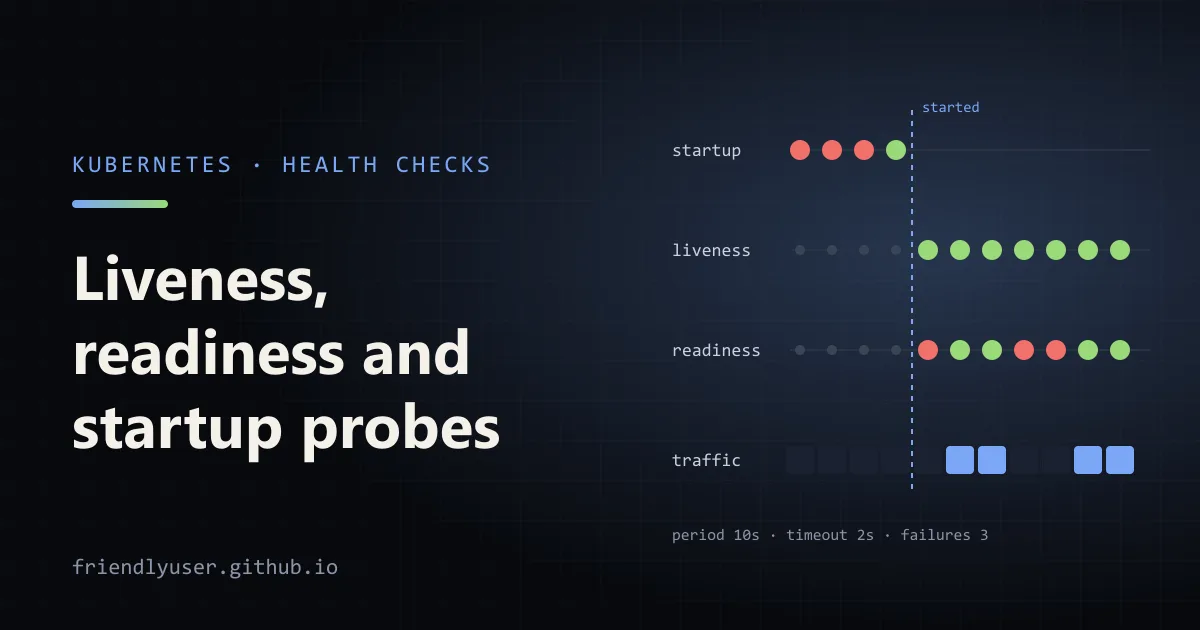 KUBERNETES · HEALTH CHECKS
Liveness,
readiness and
startup probes
friendlyuser.github.io
started
startup
liveness
readiness
traffic
period 10s · timeout 2s · failures 3